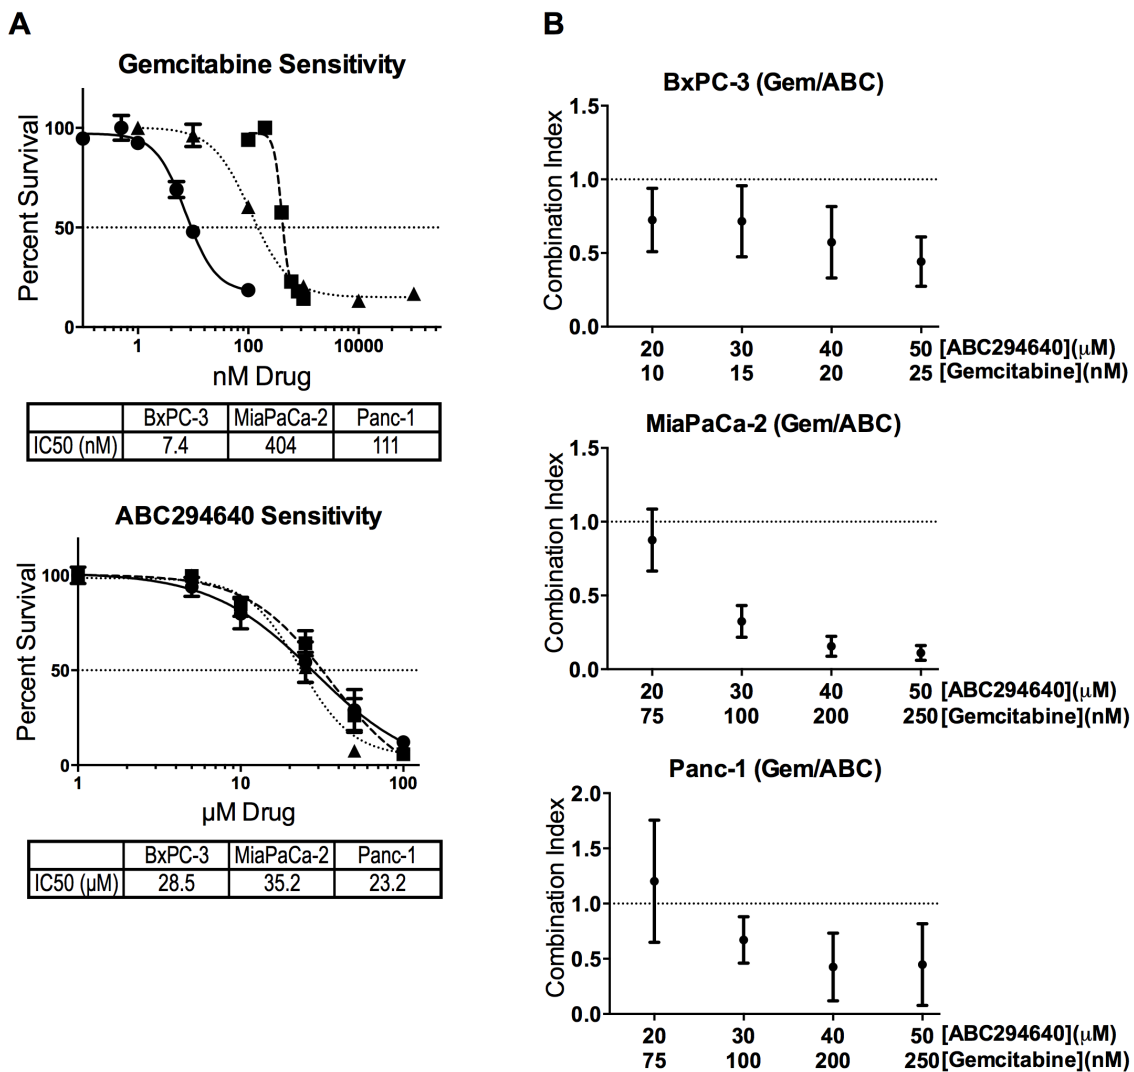 A
Gemcitabine Sensitivity
Percent Survival
100
50
0
1 100 10000
nM Drug
BxPC-3 MiaPaCa-2 Panc-1
IC50 (nM) 7.4 404 111
ABC294640 Sensitivity
Percent Survival
100
50
0
1 10 100
µM Drug
BxPC-3 MiaPaCa-2 Panc-1
IC50 (µM) 28.5 35.2 23.2
B
BxPC-3 (Gem/ABC)
Combination Index
1.5
1.0
0.5
0.0
20 30 40 50 [ABC294640](µM)
10 15 20 25 [Gemcitabine](nM)
MiaPaCa-2 (Gem/ABC)
Combination Index
1.5
1.0
0.5
0.0
20 30 40 50 [ABC294640](µM)
75 100 200 250 [Gemcitabine](nM)
Panc-1 (Gem/ABC)
Combination Index
2.0
1.5
1.0
0.5
0.0
20 30 40 50 [ABC294640](µM)
75 100 200 250 [Gemcitabine](nM)